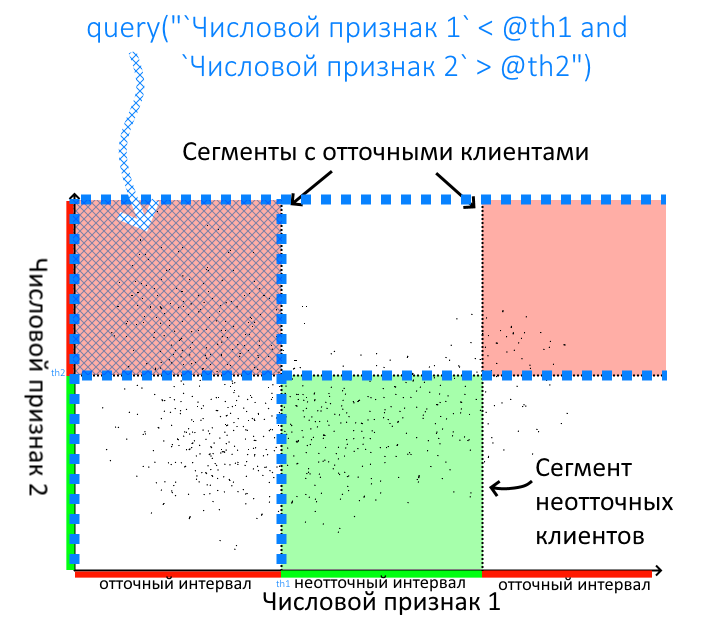 query("`Числовой признак 1` < @th1 and
`Числовой признак 2` > @th2")
Сегменты с отточными клиентами
Числовой признак 2
th2
Сегмент
неотточных
клиентов
отточный интервал
th1
неотточный интервал
отточный интервал
Числовой признак 1